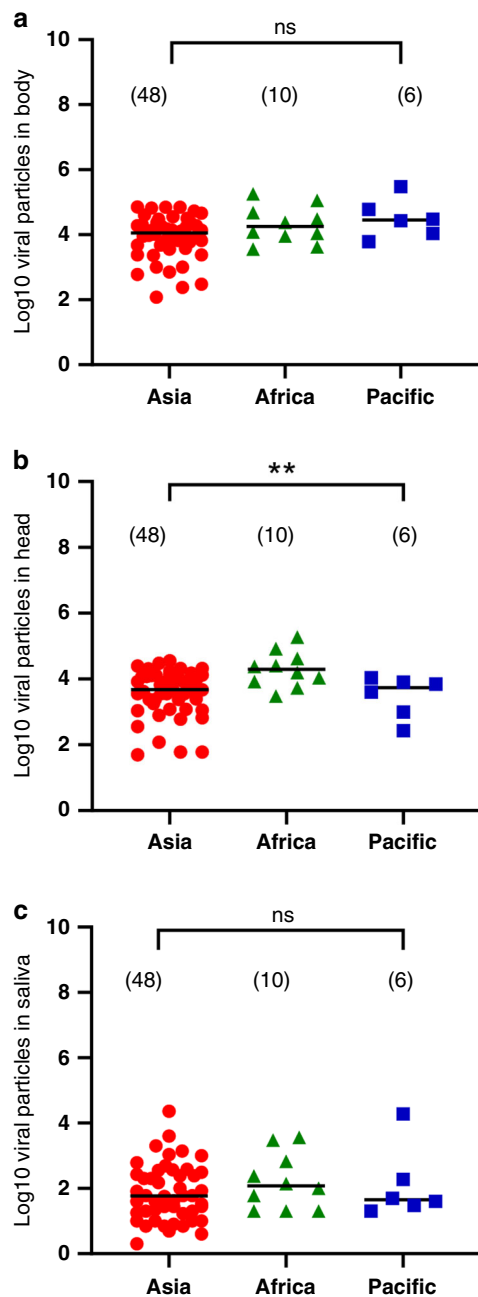 a
ns
10
(48) (10) (6)
8
6
4
2
0
Log10 viral particles in body
Asia Africa Pacific
b
**
10
(48) (10) (6)
8
6
4
2
0
Log10 viral particles in head
Asia Africa Pacific
c
ns
10
(48) (10) (6)
8
6
4
2
0
Log10 viral particles in saliva
Asia Africa Pacific